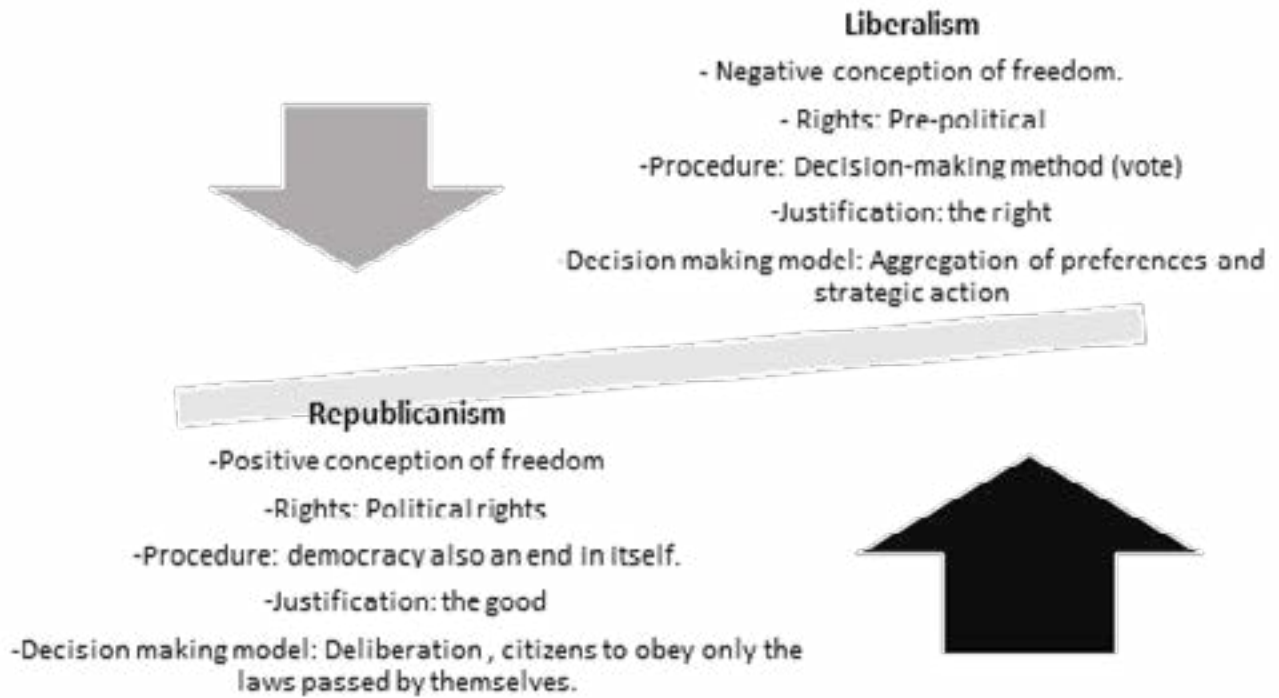 Liberalism
- Negative conception of freedom.
- Rights: Pre-political
-Procedure: Decision-making method (vote)
-Justification: the right
-Decision making model: Aggregation of preferences and
strategic action
Republicanism
-Positive conception of freedom
-Rights: Political rights
-Procedure: democracy also an end in itself.
-Justification: the good
-Decision making model: Deliberation , citizens to obey only the
laws passed by themselves.